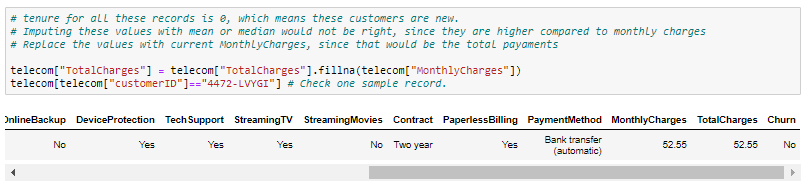 # tenure for all these records is 0, which means these customers are new.
# Imputing these values with mean or median would not be right, since they are higher compared to monthly charges
# Replace the values with current MonthlyCharges, since that would be the total payaments
telecom["TotalCharges"] = telecom["TotalCharges"].fillna(telecom["MonthlyCharges"])
telecom[telecom["customerID"]=="4472-LVYGI"] # Check one sample record.
OnlineBackup DeviceProtection TechSupport StreamingTV StreamingMovies Contract PaperlessBilling PaymentMethod MonthlyCharges TotalCharges Churn
No Yes Yes Yes No Two year Yes Bank transfer (automatic) 52.55 52.55 No